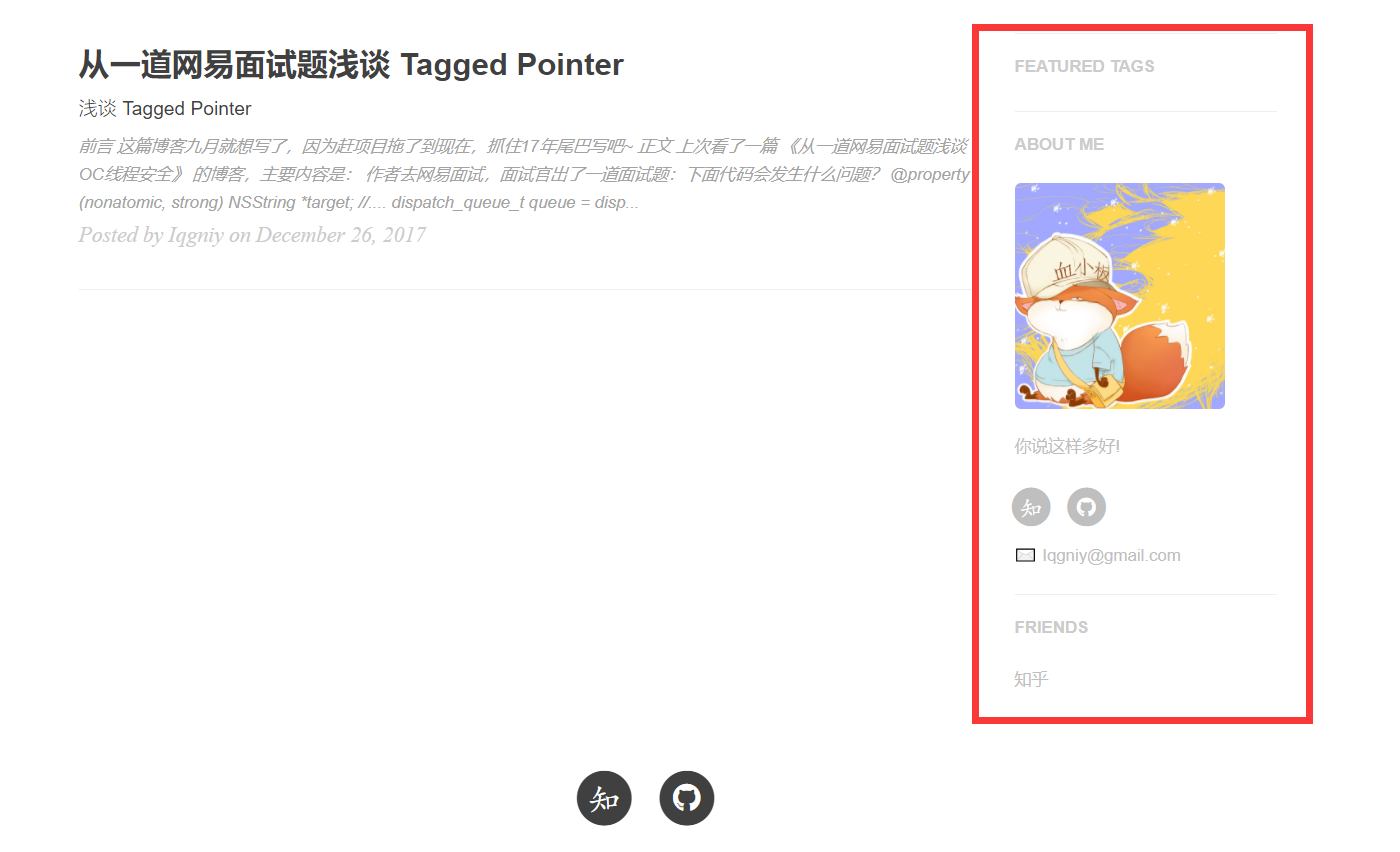 从一道网易面试题浅谈 Tagged Pointer
浅谈 Tagged Pointer
前言 这篇博客九月就想写了，因为赶项目拖了到现在，抓住17年尾巴写吧~ 正文 上次看了一篇 《从一道网易面试题浅谈
OC线程安全》 的博客，主要内容是： 作者去网易面试，面试官出了一道面试题：下面代码会发生什么问题？ @property
(nonatomic, strong) NSString *target; //.... dispatch_queue_t queue = disp...
Posted by Iqgniy on December 26, 2017
FEATURED TAGS
ABOUT ME
血小板
你说这样多好!
知
Iqgniy@gmail.com
FRIENDS
知乎
知